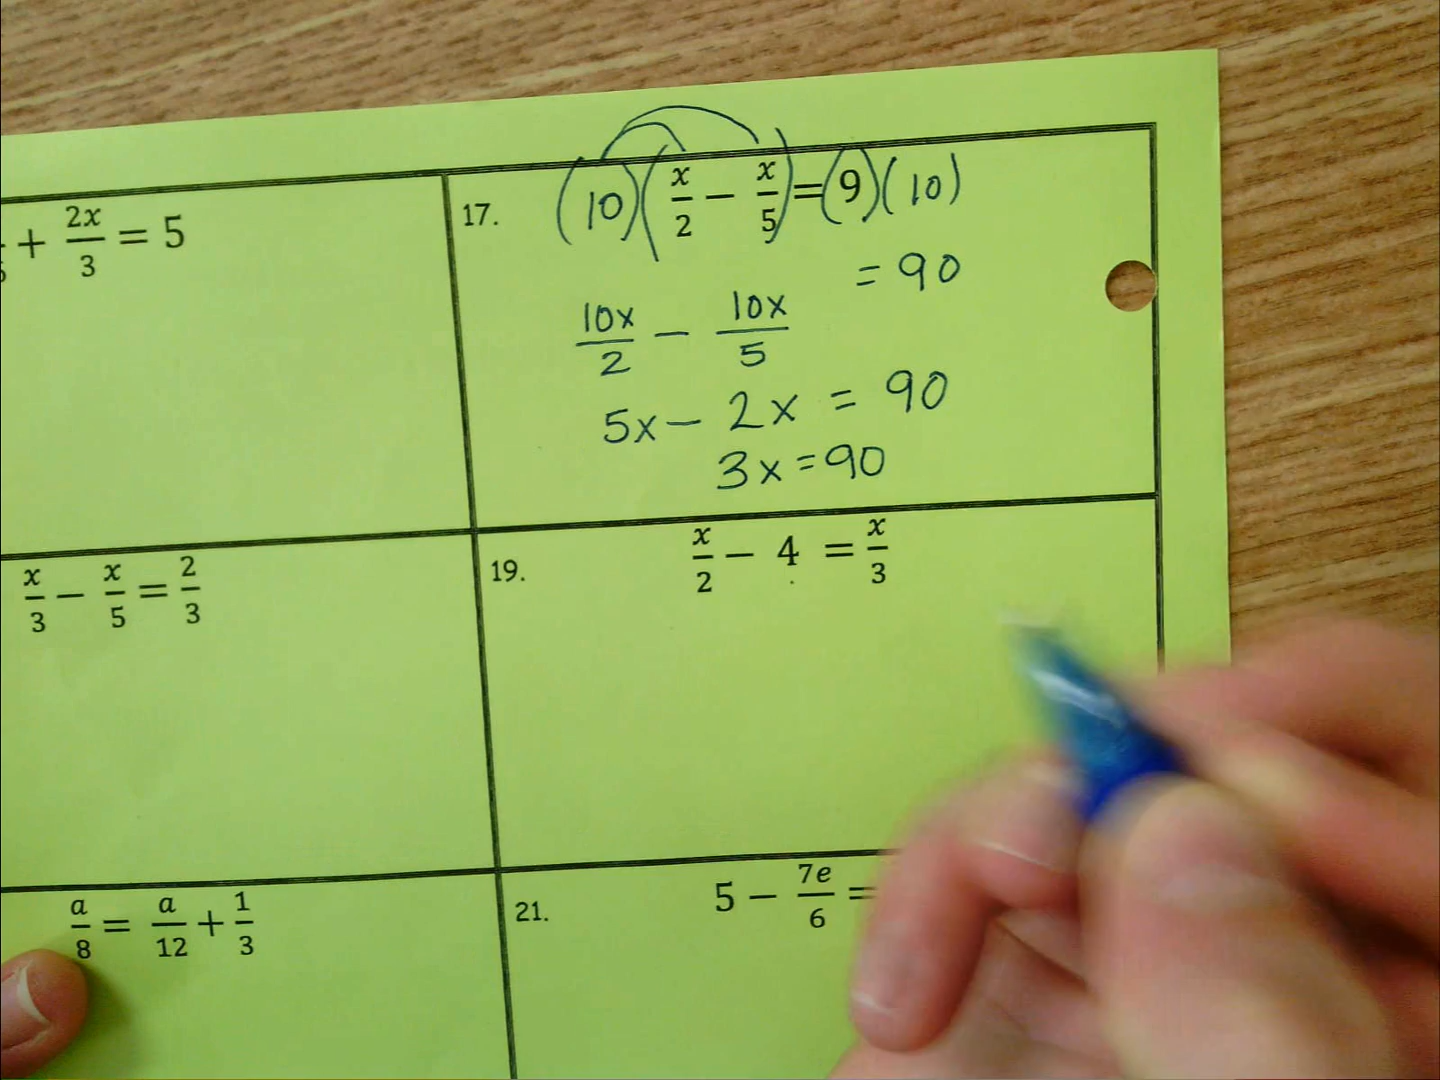 + 2x/3 = 5
17. (10)(x/2 − x/5) = (9)(10)
= 90
10x/2 − 10x/5
5x − 2x = 90
3x = 90
x/3 − x/5 = 2/3
19. x/2 − 4 = x/3
a/8 = a/12 + 1/3
21. 5 − 7e/6 =